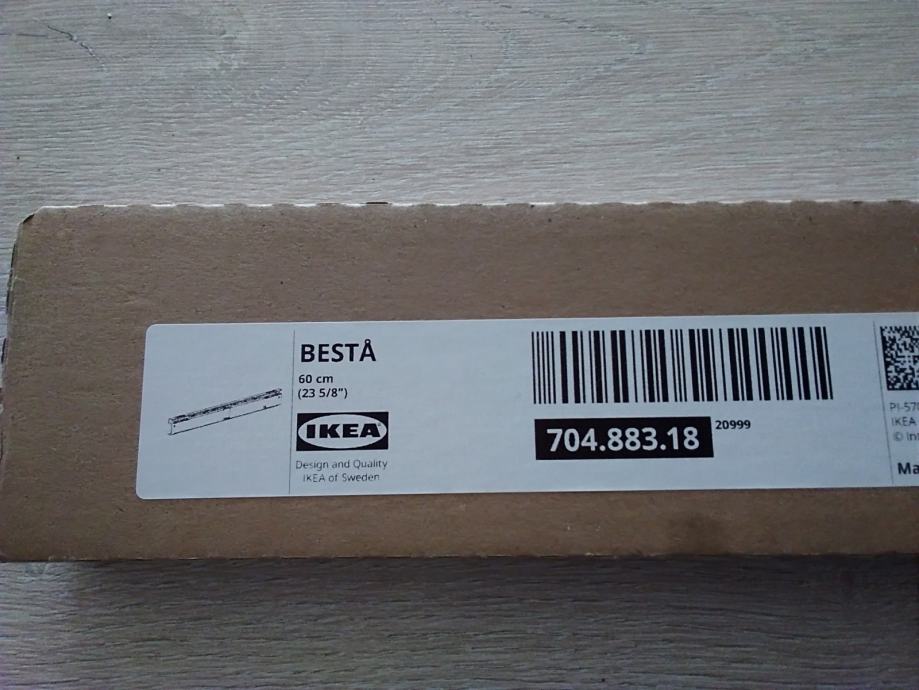 BESTÅ
60 cm
(23 5/8")
IKEA
Design and Quality
IKEA of Sweden
704.883.18
20999
IKEA
©